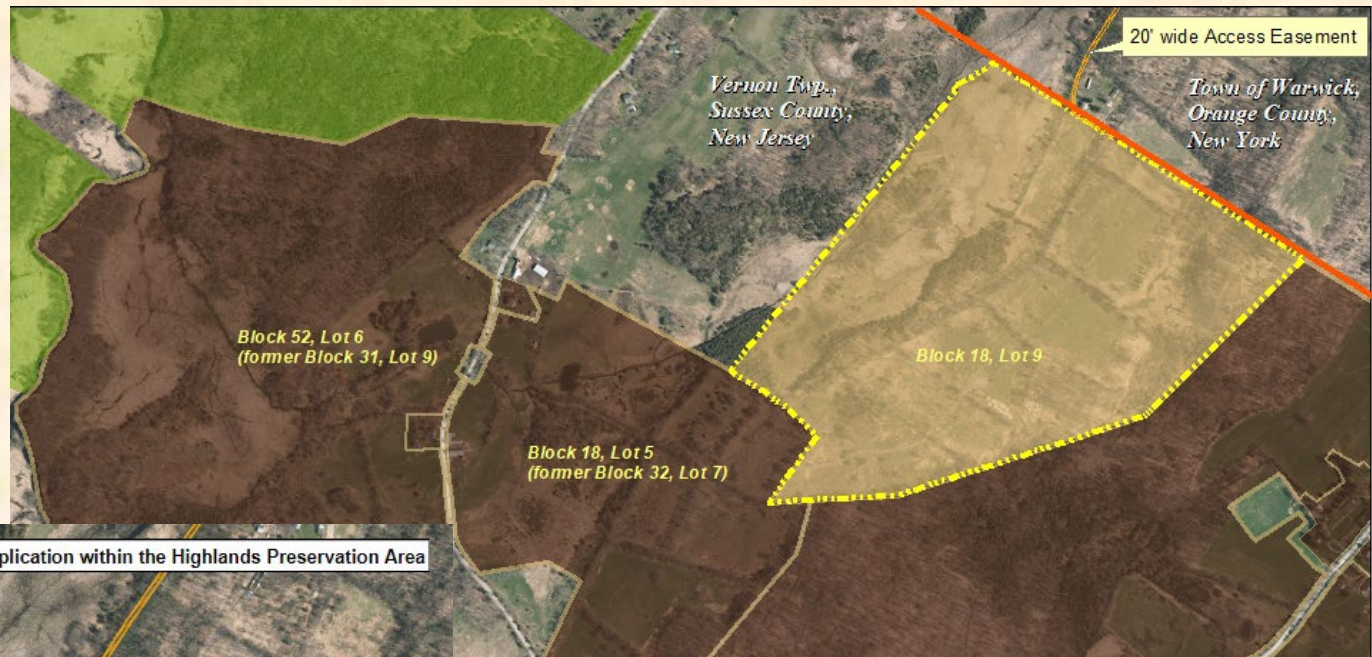 20' wide Access Easement
Vernon Twp.,
Sussex County,
New Jersey
Town of Warwick,
Orange County,
New York
Block 52, Lot 6
(former Block 31, Lot 9)
Block 18, Lot 9
Block 18, Lot 5
(former Block 32, Lot 7)
plication within the Highlands Preservation Area